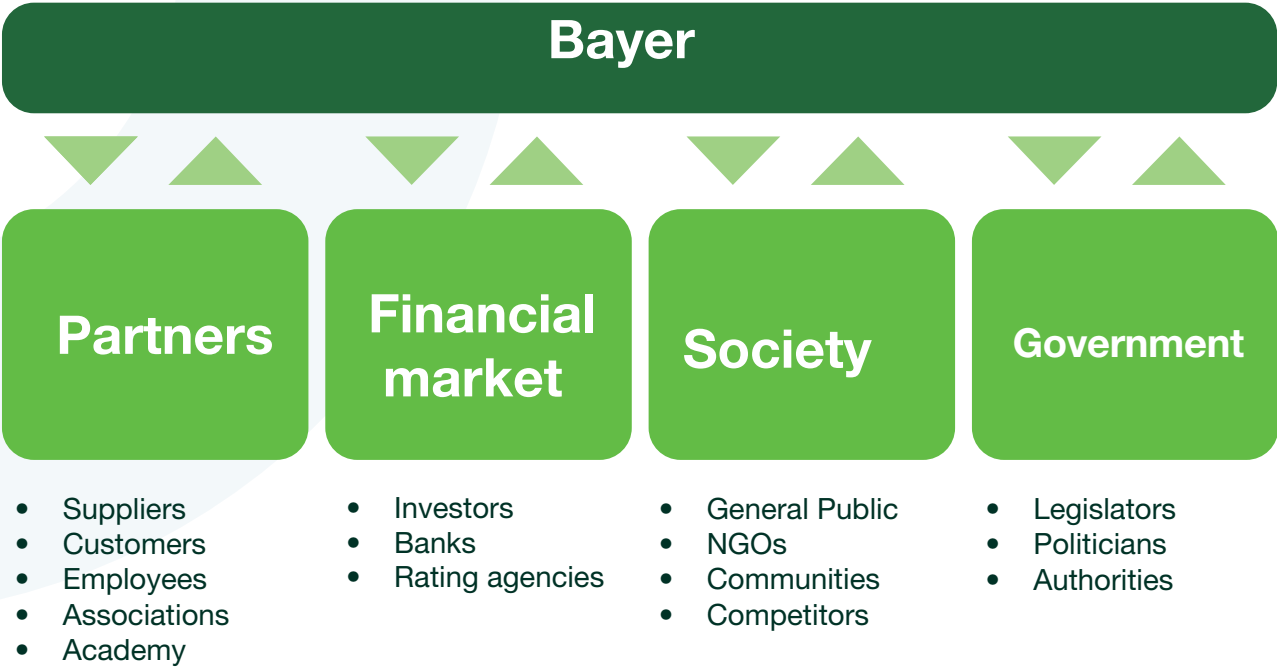 Bayer
Partners
Financial
market
Society
Government
• Suppliers
• Customers
• Employees
• Associations
• Academy
• Investors
• Banks
• Rating agencies
• General Public
• NGOs
• Communities
• Competitors
• Legislators
• Politicians
• Authorities